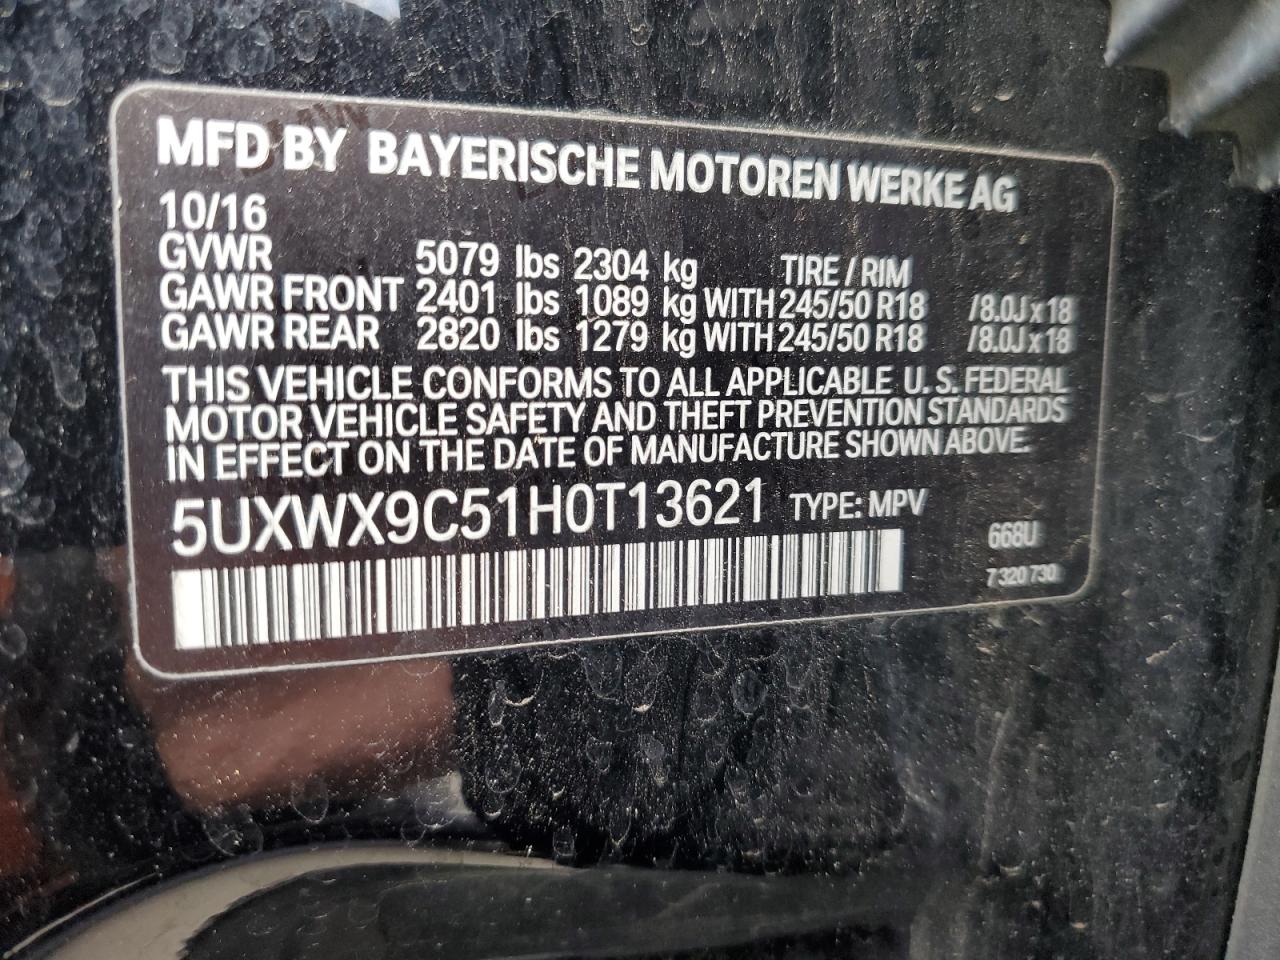 MFD BY BAYERISCHE MOTOREN WERKE AG
10/16
GVWR 5079 lbs 2304 kg TIRE / RIM
GAWR FRONT 2401 lbs 1089 kg WITH 245/50 R18 /8.0J x 18
GAWR REAR 2820 lbs 1279 kg WITH 245/50 R18 /8.0J x 18
THIS VEHICLE CONFORMS TO ALL APPLICABLE U.S. FEDERAL
MOTOR VEHICLE SAFETY AND THEFT PREVENTION STANDARDS
IN EFFECT ON THE DATE OF MANUFACTURE SHOWN ABOVE.
5UXWX9C51H0T13621 TYPE: MPV
668U
7 320 730